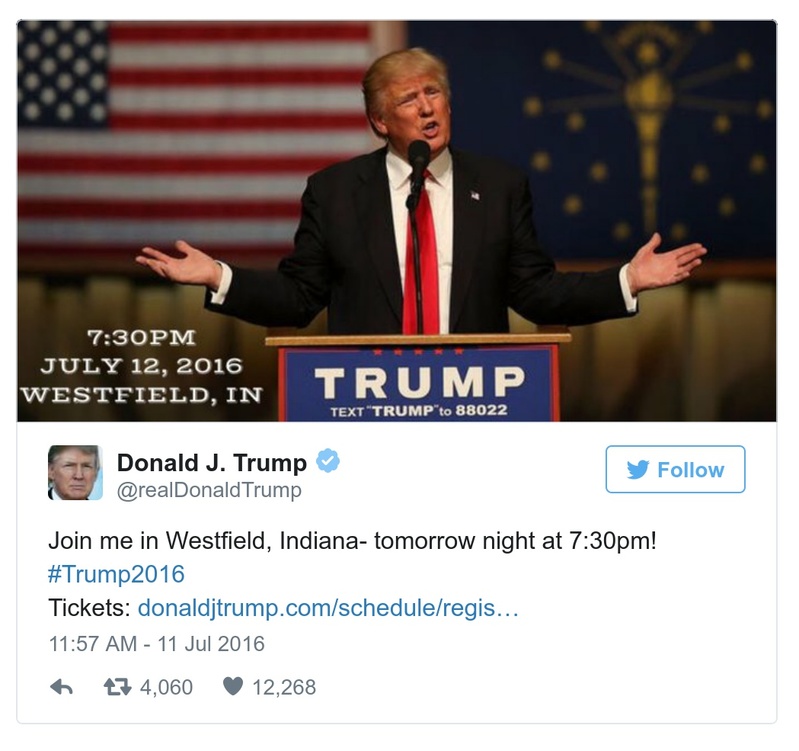 7:30PM
JULY 12, 2016
WESTFIELD, IN
TRUMP
TEXT "TRUMP" to 88022
Donald J. Trump
@realDonaldTrump
Follow
Join me in Westfield, Indiana- tomorrow night at 7:30pm!
#Trump2016
Tickets: donaldjtrump.com/schedule/regis…
11:57 AM - 11 Jul 2016
4,060 12,268